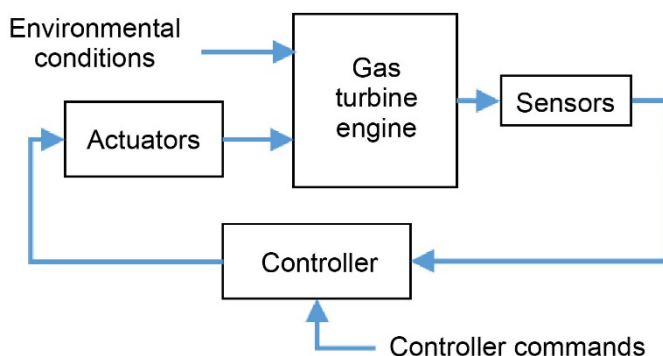 Environmental
conditions
Gas
turbine
engine
Sensors
Actuators
Controller
Controller commands